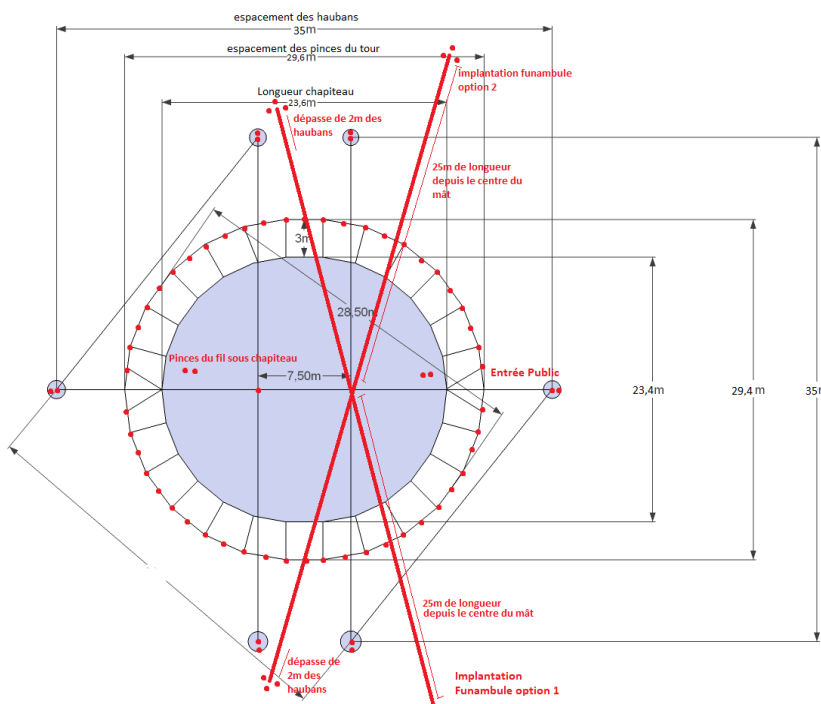 espacement des haubans
35m
espacement des pinces du tour
29,6m
implantation funambule
option 2
Longueur chapiteau
23,6m
dépasse de 2m des
haubans
25m de longueur
depuis le centre du
mât
3m
28,50m
Pinces du fil sous chapiteau
7,50m
Entrée Public
23,4m
29,4 m
35m
25m de longueur
depuis le centre du mât
dépasse de
2m des
haubans
Implantation
Funambule option 1